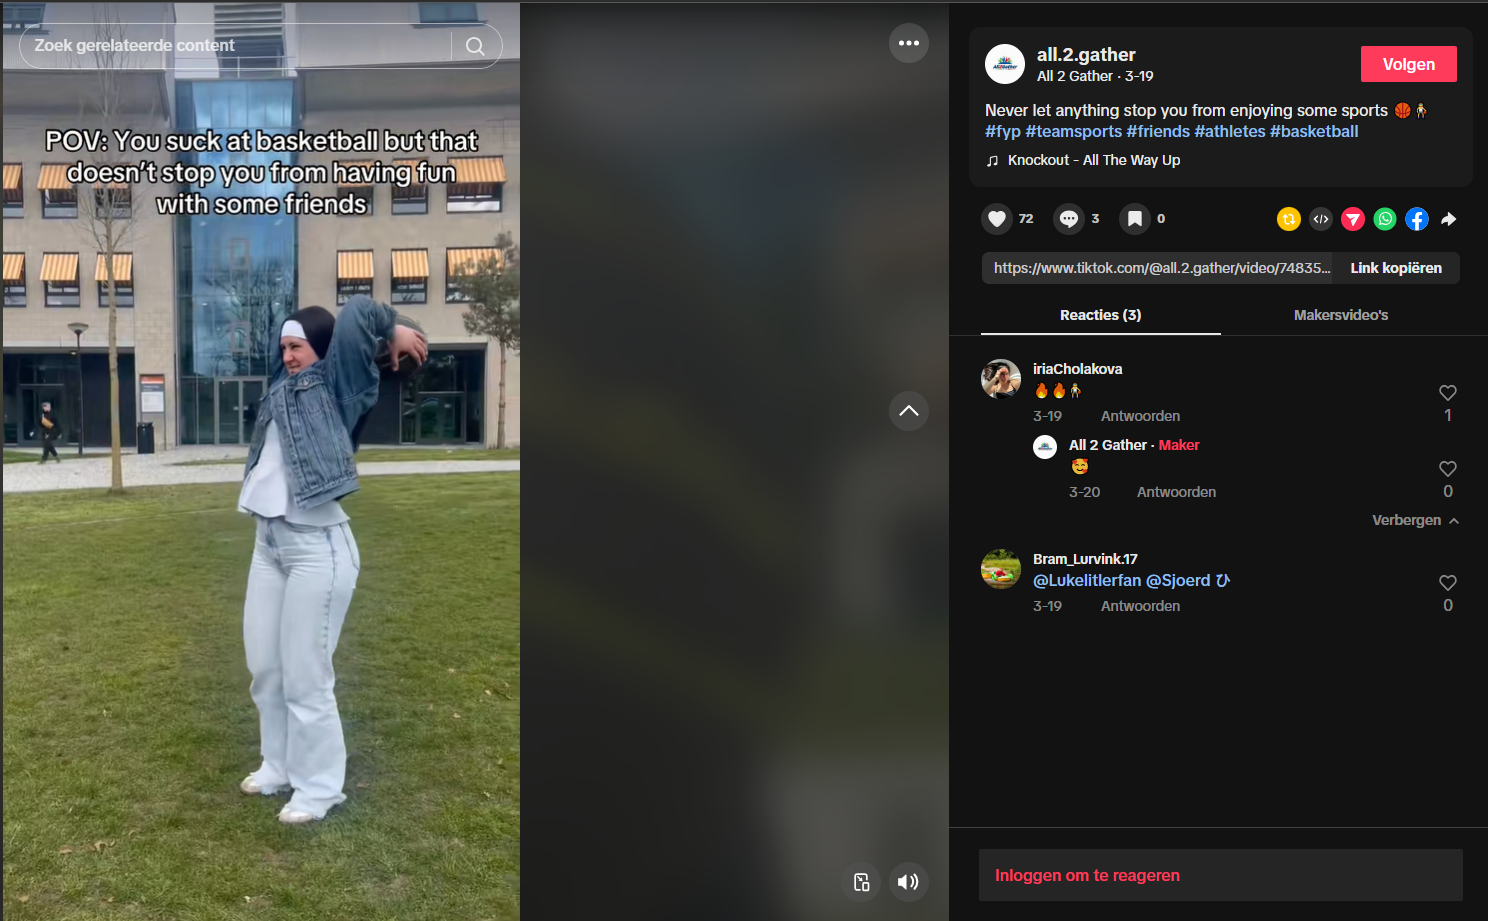 Zoek gerelateerde content
POV: You suck at basketball but that
doesn't stop you from having fun
with some friends
all.2.gather
All 2 Gather · 3-19
Volgen
Never let anything stop you from enjoying some sports 🏀⛹🏻‍♂️
#fyp #teamsports #friends #athletes #basketball
♫ Knockout - All The Way Up
72
3
0
https://www.tiktok.com/@all.2.gather/video/74835...
Link kopiëren
Reacties (3)
Makersvideo's
iriaCholakova
🔥🔥⛹🏻‍♂️
3-19 Antwoorden
1
All 2 Gather · Maker
🥰
3-20 Antwoorden
0
Verbergen
Bram_Lurvink.17
@Lukelitlerfan @Sjoerd ひ
3-19 Antwoorden
0
Inloggen om te reageren